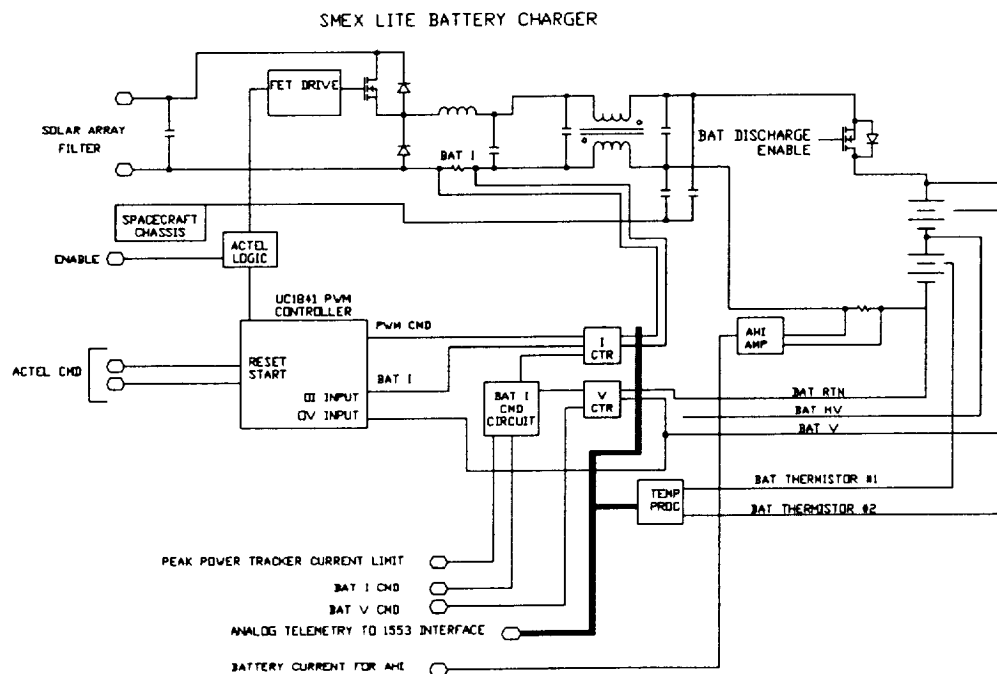 SMEX LITE BATTERY CHARGER
FET DRIVE
SOLAR ARRAY
FILTER
BAT I
BAT DISCHARGE
ENABLE
SPACECRAFT
CHASSIS
ENABLE
ACTEL
LOGIC
UC1841 PWM
CONTROLLER
PWM CMD
I
CTR
AHI
AMP
ACTEL CMD
RESET
START
BAT I
OI INPUT
OV INPUT
BAT I
CMD
CIRCUIT
V
CTR
BAT RTN
BAT HV
BAT V
TEMP
PROC
BAT THERMISTOR #1
BAT THERMISTOR #2
PEAK POWER TRACKER CURRENT LIMIT
BAT I CMD
BAT V CMD
ANALOG TELEMETRY TO 1553 INTERFACE
BATTERY CURRENT FOR AHI